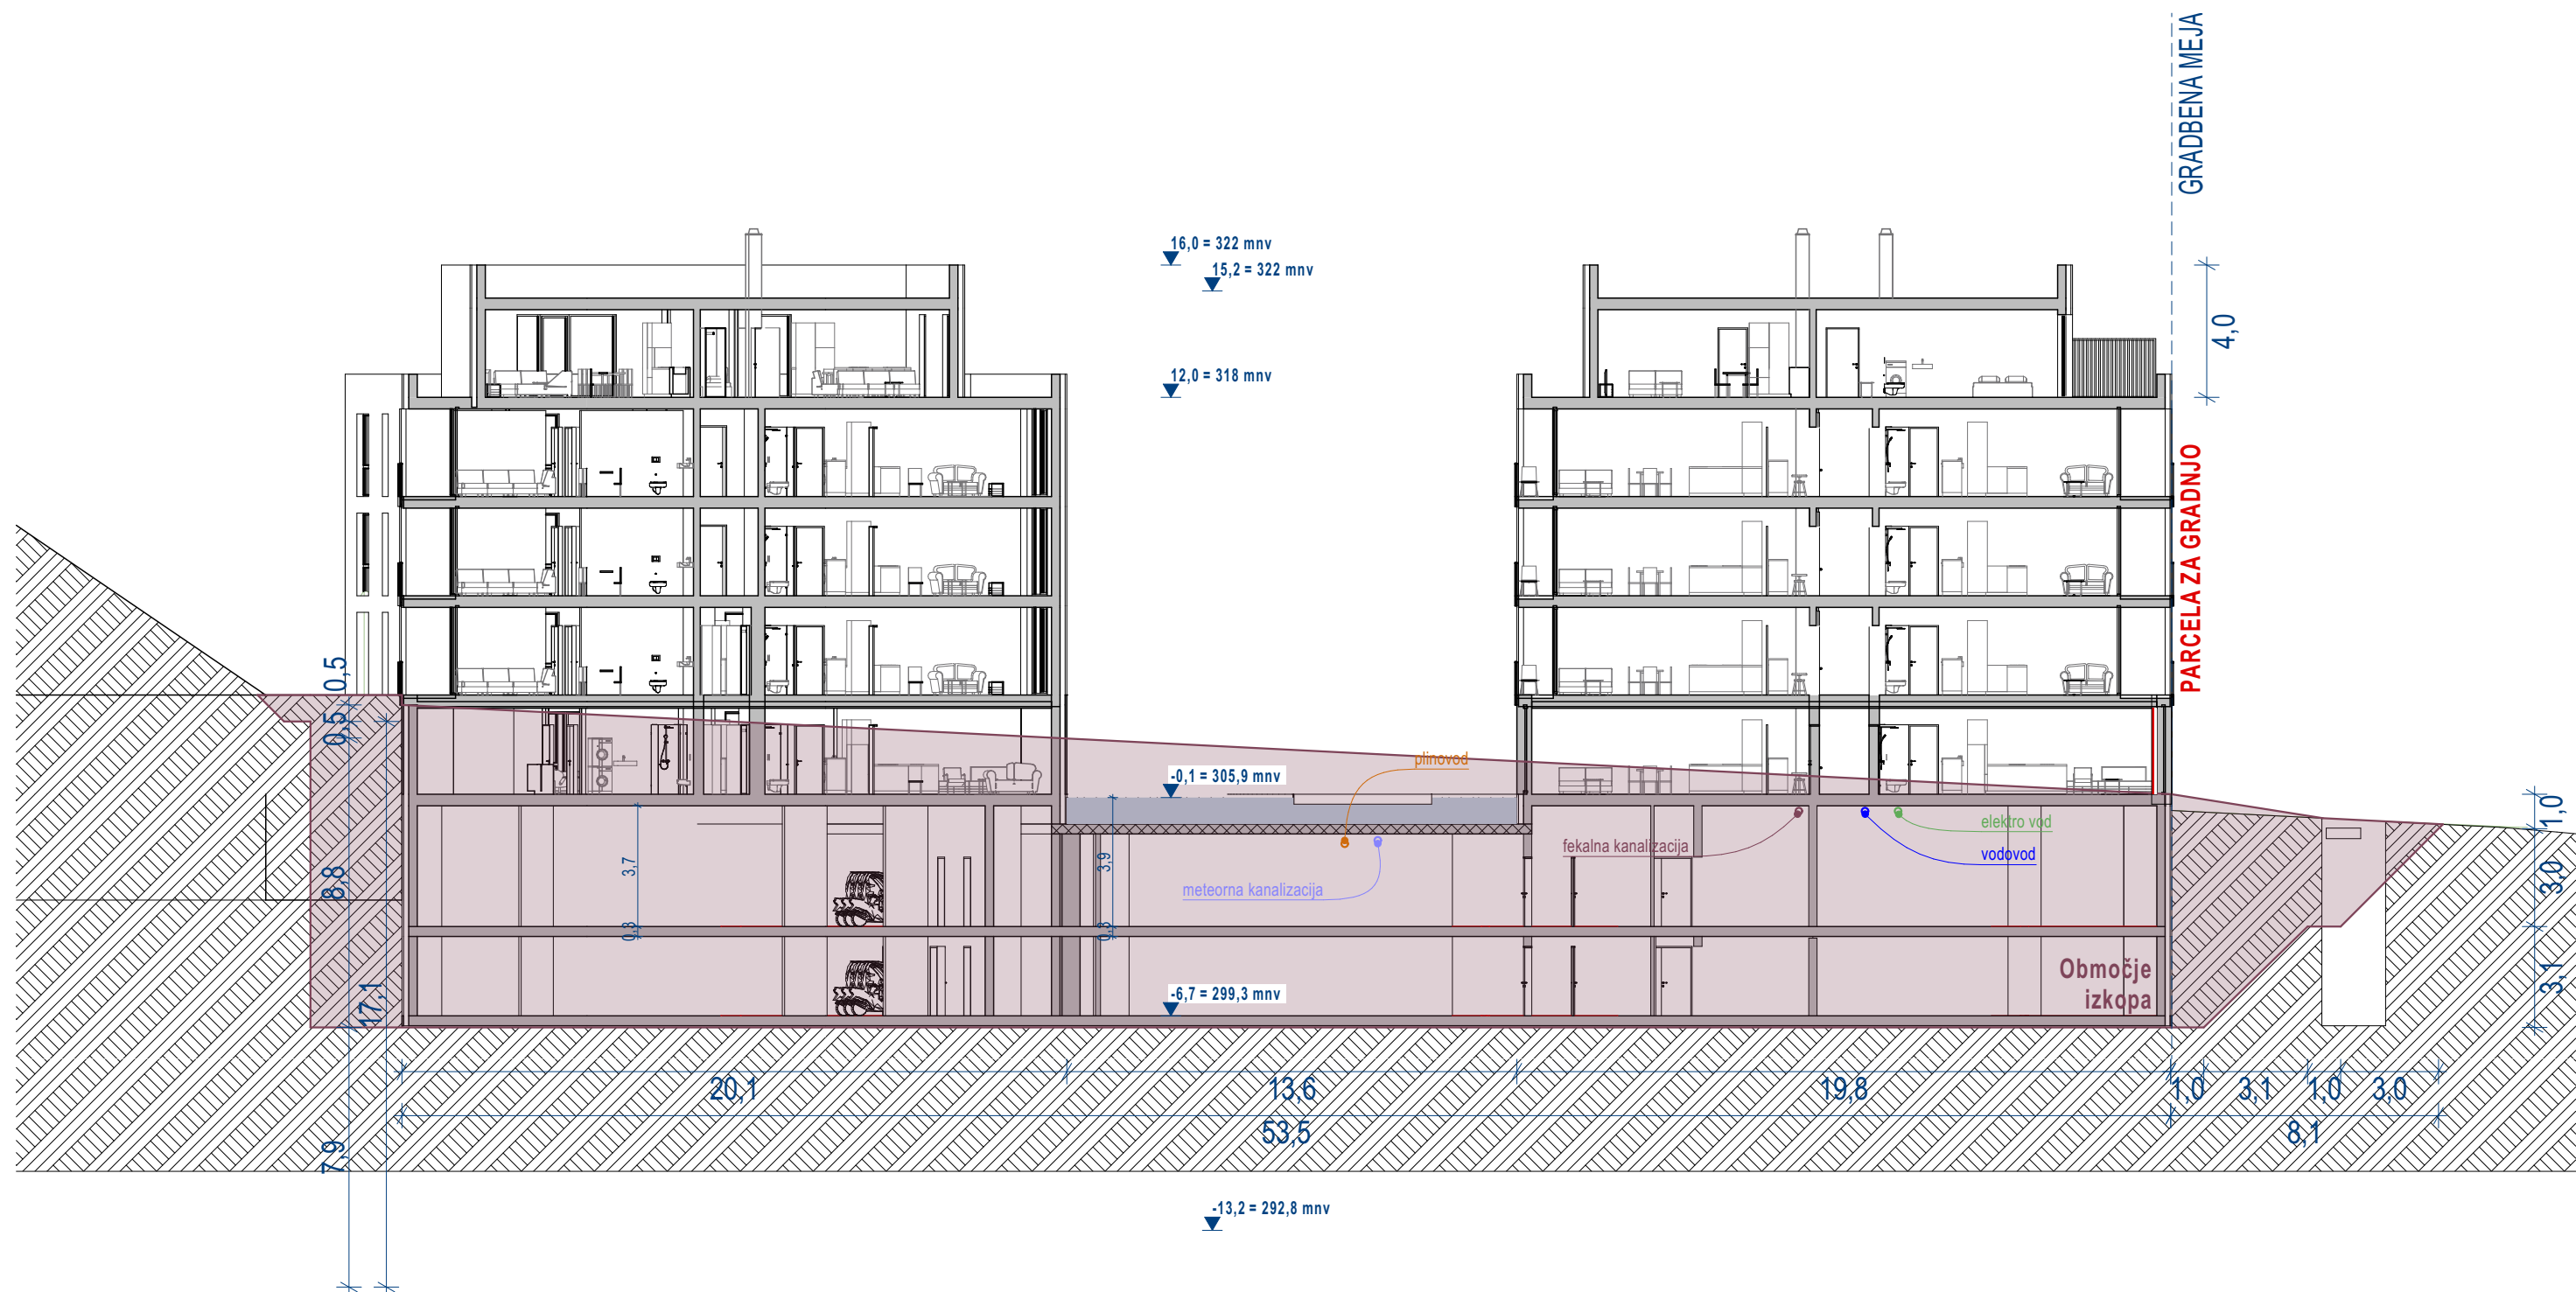 GRADBENA MEJA
16,0 = 322 mnv
15,2 = 322 mnv
4,0
12,0 = 318 mnv
PARCELA ZA GRADNJO
0,5
0,5
plinovod
-0,1 = 305,9 mnv
1,0
elektro vod
fekalna kanalizacija
vodovod
3,7
3,9
8,8
meteorna kanalizacija
3,0
0,3
0,3
Območje
izkopa
3,1
-6,7 = 299,3 mnv
17,1
20,1
13,6
19,8
1,0
3,1
1,0
3,0
53,5
8,1
7,9
-13,2 = 292,8 mnv